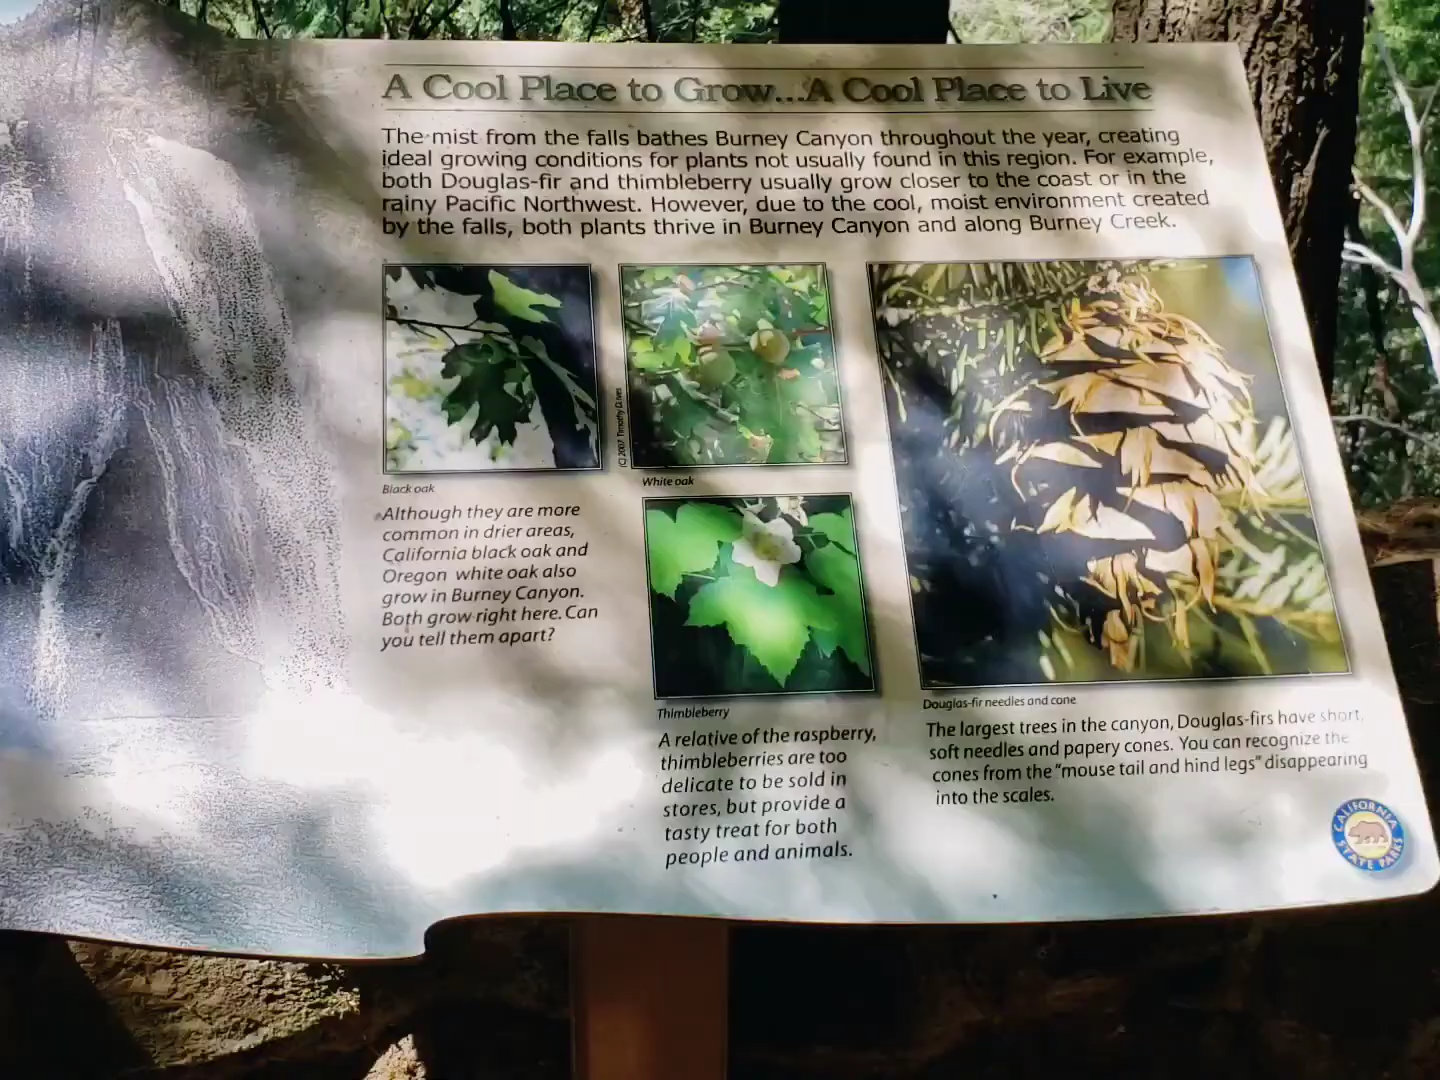 A Cool Place to Grow...A Cool Place to Live
The mist from the falls bathes Burney Canyon throughout the year, creating
ideal growing conditions for plants not usually found in this region. For example,
both Douglas-fir and thimbleberry usually grow closer to the coast or in the
rainy Pacific Northwest. However, due to the cool, moist environment created
by the falls, both plants thrive in Burney Canyon and along Burney Creek.
Black oak
Although they are more
common in drier areas,
California black oak and
Oregon white oak also
grow in Burney Canyon.
Both grow right here. Can
you tell them apart?
(C) 2007 Timothy D. Ives
White oak
Thimbleberry
A relative of the raspberry,
thimbleberries are too
delicate to be sold in
stores, but provide a
tasty treat for both
people and animals.
Douglas-fir needles and cone
The largest trees in the canyon, Douglas-firs have short,
soft needles and papery cones. You can recognize the
cones from the "mouse tail and hind legs" disappearing
into the scales.
CALIFORNIA
STATE PARKS